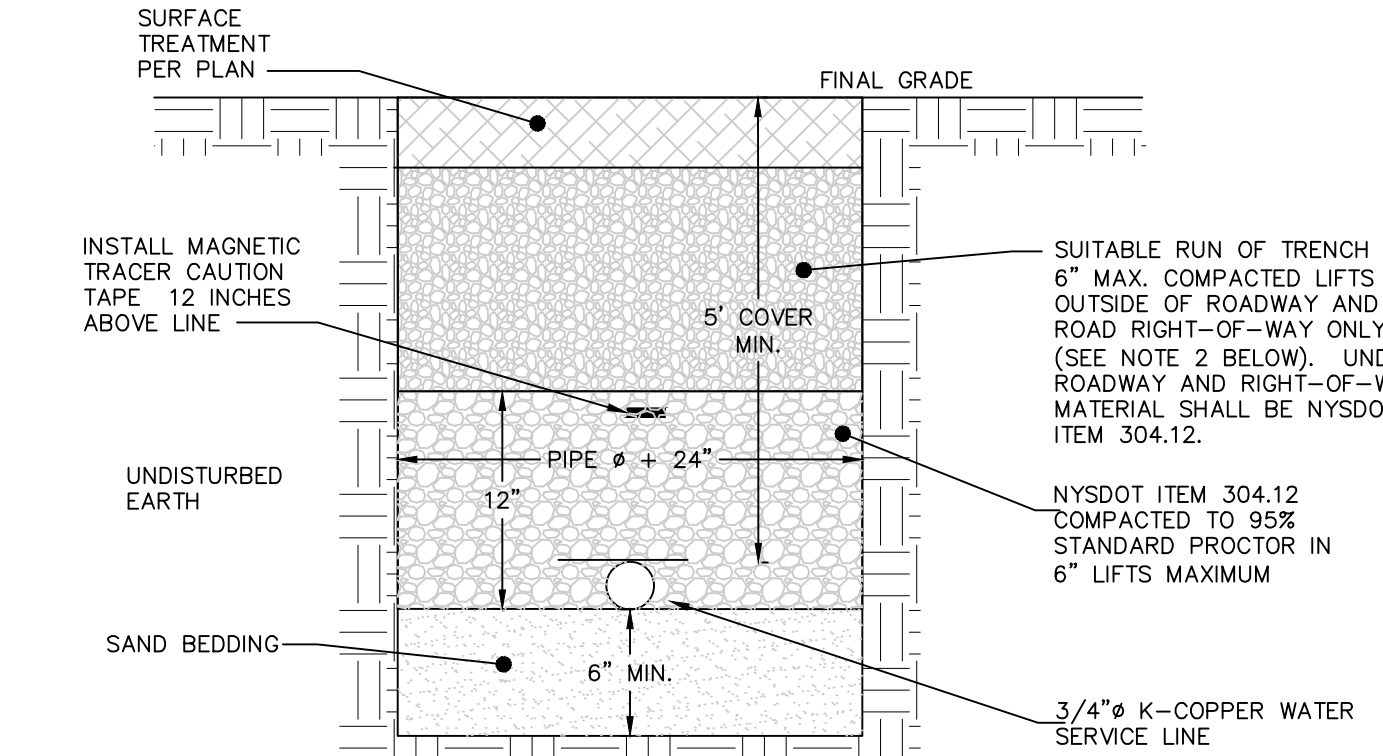 SURFACE
TREATMENT
PER PLAN
FINAL GRADE
INSTALL MAGNETIC
TRACER CAUTION
TAPE 12 INCHES
ABOVE LINE
5' COVER
MIN.
SUITABLE RUN OF TRENCH
6" MAX. COMPACTED LIFTS
OUTSIDE OF ROADWAY AND
ROAD RIGHT-OF-WAY ONLY
(SEE NOTE 2 BELOW).
ROADWAY AND
MATERIAL SHALL BE
ITEM 304.12.
PIPE ø + 24"
12"
UNDISTURBED
EARTH
NYSDOT ITEM 304.12
COMPACTED TO 95%
STANDARD PROCTOR IN
6" LIFTS MAXIMUM
SAND BEDDING
6" MIN.
3/4"ø K-COPPER WATER
SERVICE LINE